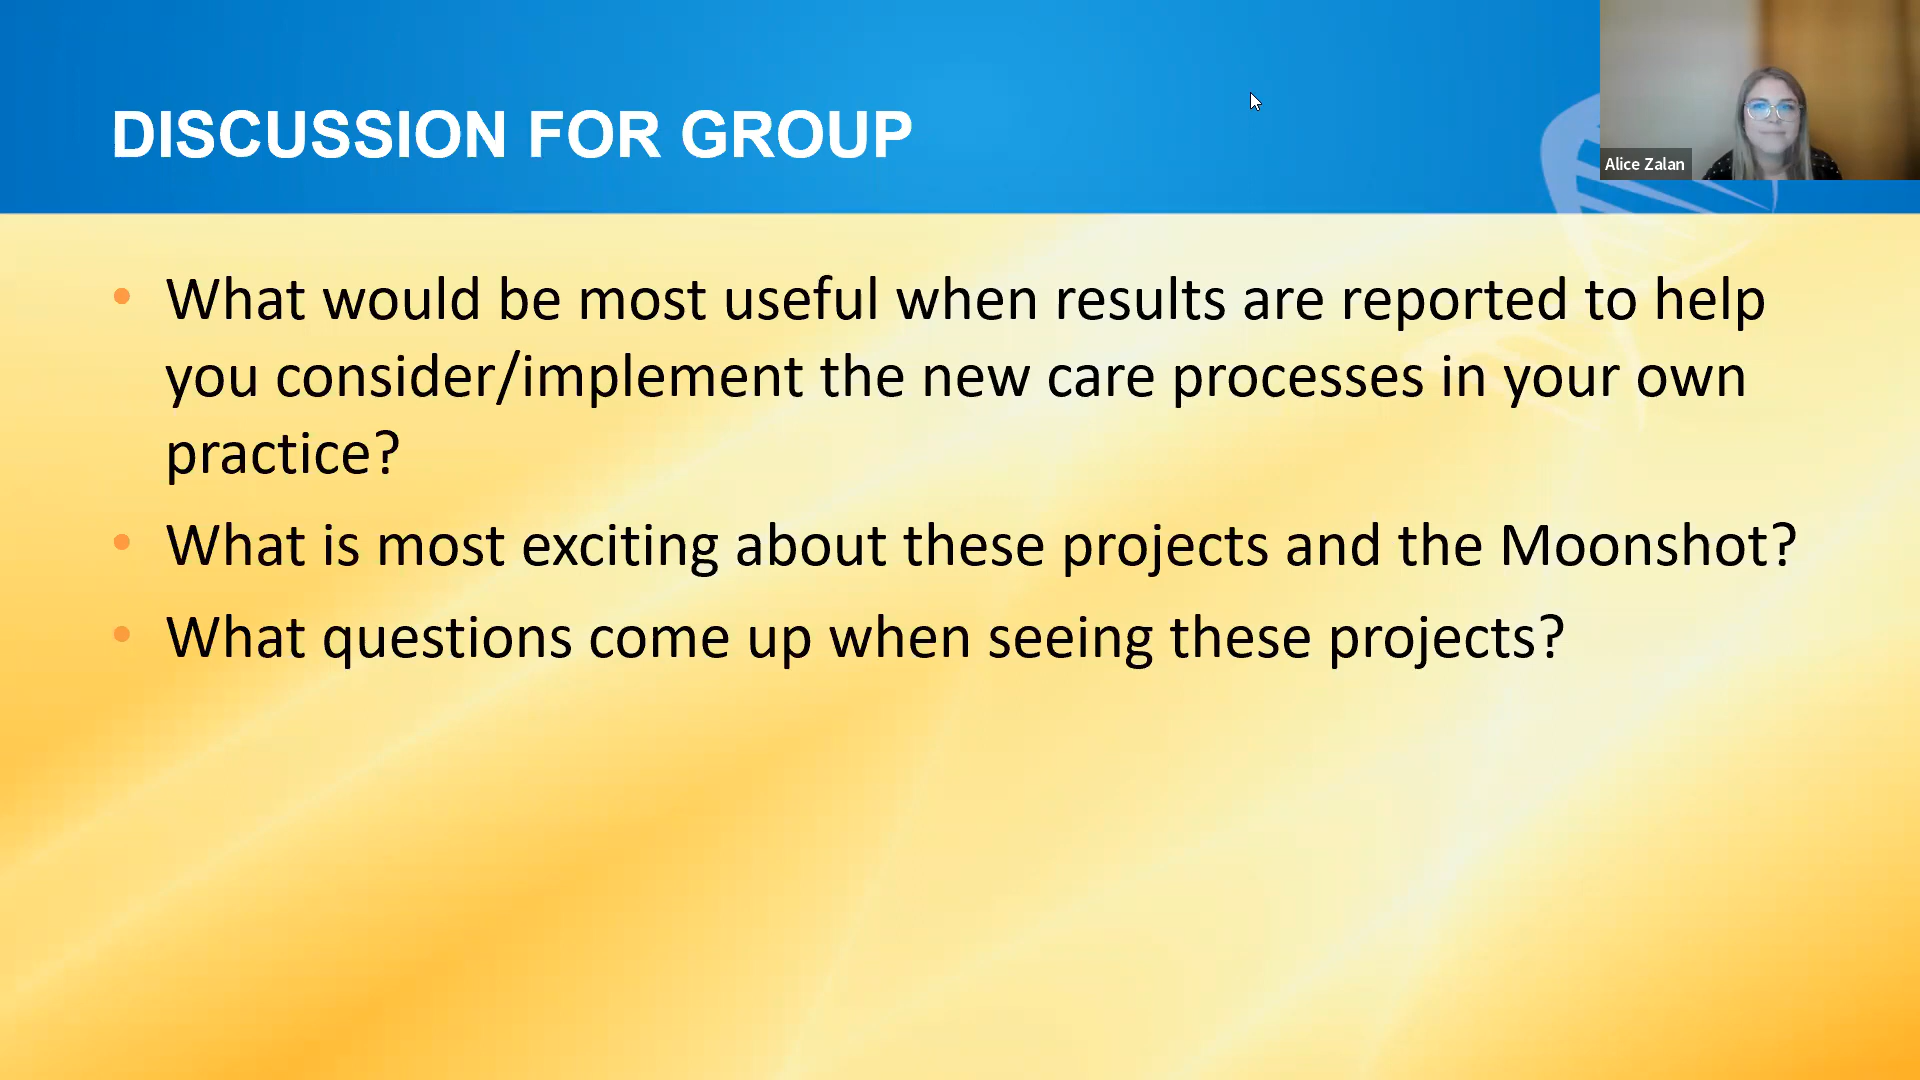 DISCUSSION FOR GROUP
Alice Zalan
• What would be most useful when results are reported to help
you consider/implement the new care processes in your own
practice?
• What is most exciting about these projects and the Moonshot?
• What questions come up when seeing these projects?